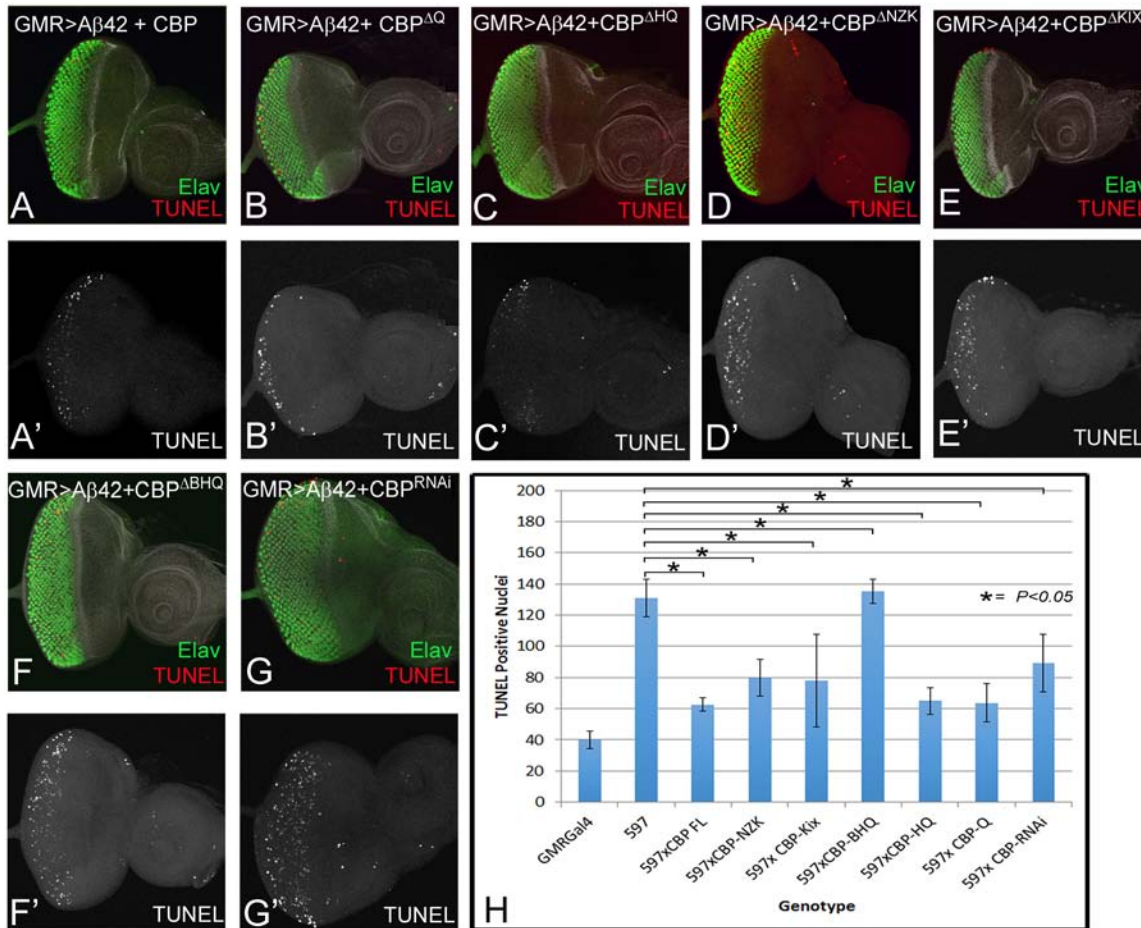 GMR>Aβ42 + CBP
Elav
TUNEL
A
GMR>Aβ42+ CBPΔQ
Elav
TUNEL
B
GMR>Aβ42+CBPΔHQ
Elav
TUNEL
C
GMR>Aβ42+CBPΔNZK
Elav
TUNEL
D
GMR>Aβ42+CBPΔKIX
Elav
TUNEL
E
A'
TUNEL
B'
TUNEL
C'
TUNEL
D'
TUNEL
E'
TUNEL
GMR>Aβ42+CBPΔBHQ
Elav
TUNEL
F
GMR>Aβ42+CBPRNAi
Elav
TUNEL
G
F'
TUNEL
G'
TUNEL
H
TUNEL Positive Nuclei
200
180
160
140
120
100
80
60
40
20
0
*
*
*
*
*
*
*
*= P<0.05
GMRGal4
597
597xCBP FL
597xCBP-NZK
597x CBP-Kix
597xCBP-BHQ
597xCBP-HQ
597x CBP-Q
597x CBP-RNAi
Genotype